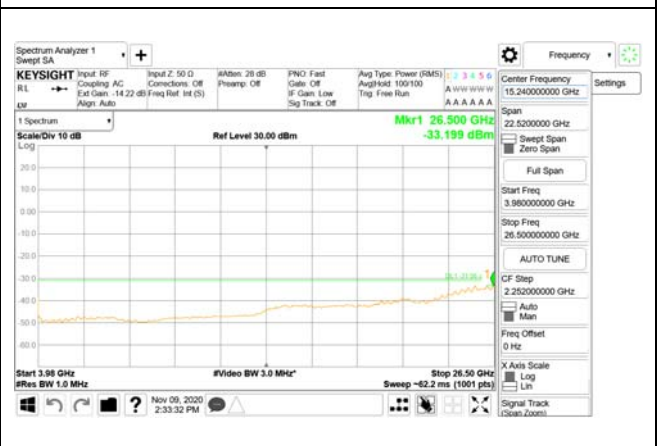 Spectrum Analyzer 1
Swept SA
Frequency
KEYSIGHT
Input: RF
Input Z: 50 Ω
#Atten: 28 dB
PNO: Fast
Avg Type: Power (RMS)
1 2 3 4 5 6
RL
Coupling: AC
Corrections: Off
Preamp: Off
Gate: Off
Avg|Hold: 100/100
A W W W W W
Ext Gain: -14.22 dB
Freq Ref: Int (S)
IF Gain: Low
Trig: Free Run
Align: Auto
Sig Track: Off
A A A A A A
1 Spectrum
Mkr1 26.500 GHz
Scale/Div 10 dB
Ref Level 30.00 dBm
-33.199 dBm
Log
20.0
10.0
0.00
-10.0
-20.0
-30.0
-40.0
-50.0
-60.0
1
Start 3.98 GHz
#Video BW 3.0 MHz*
Stop 26.50 GHz
#Res BW 1.0 MHz
Sweep ~62.2 ms (1001 pts)
Nov 09, 2020
2:33:32 PM
Center Frequency
15.240000000 GHz
Settings
Span
22.5200000 GHz
Swept Span
Zero Span
Full Span
Start Freq
3.980000000 GHz
Stop Freq
26.500000000 GHz
AUTO TUNE
CF Step
2.252000000 GHz
Auto
Man
Freq Offset
0 Hz
X Axis Scale
Log
Lin
Signal Track
(Span Zoom)